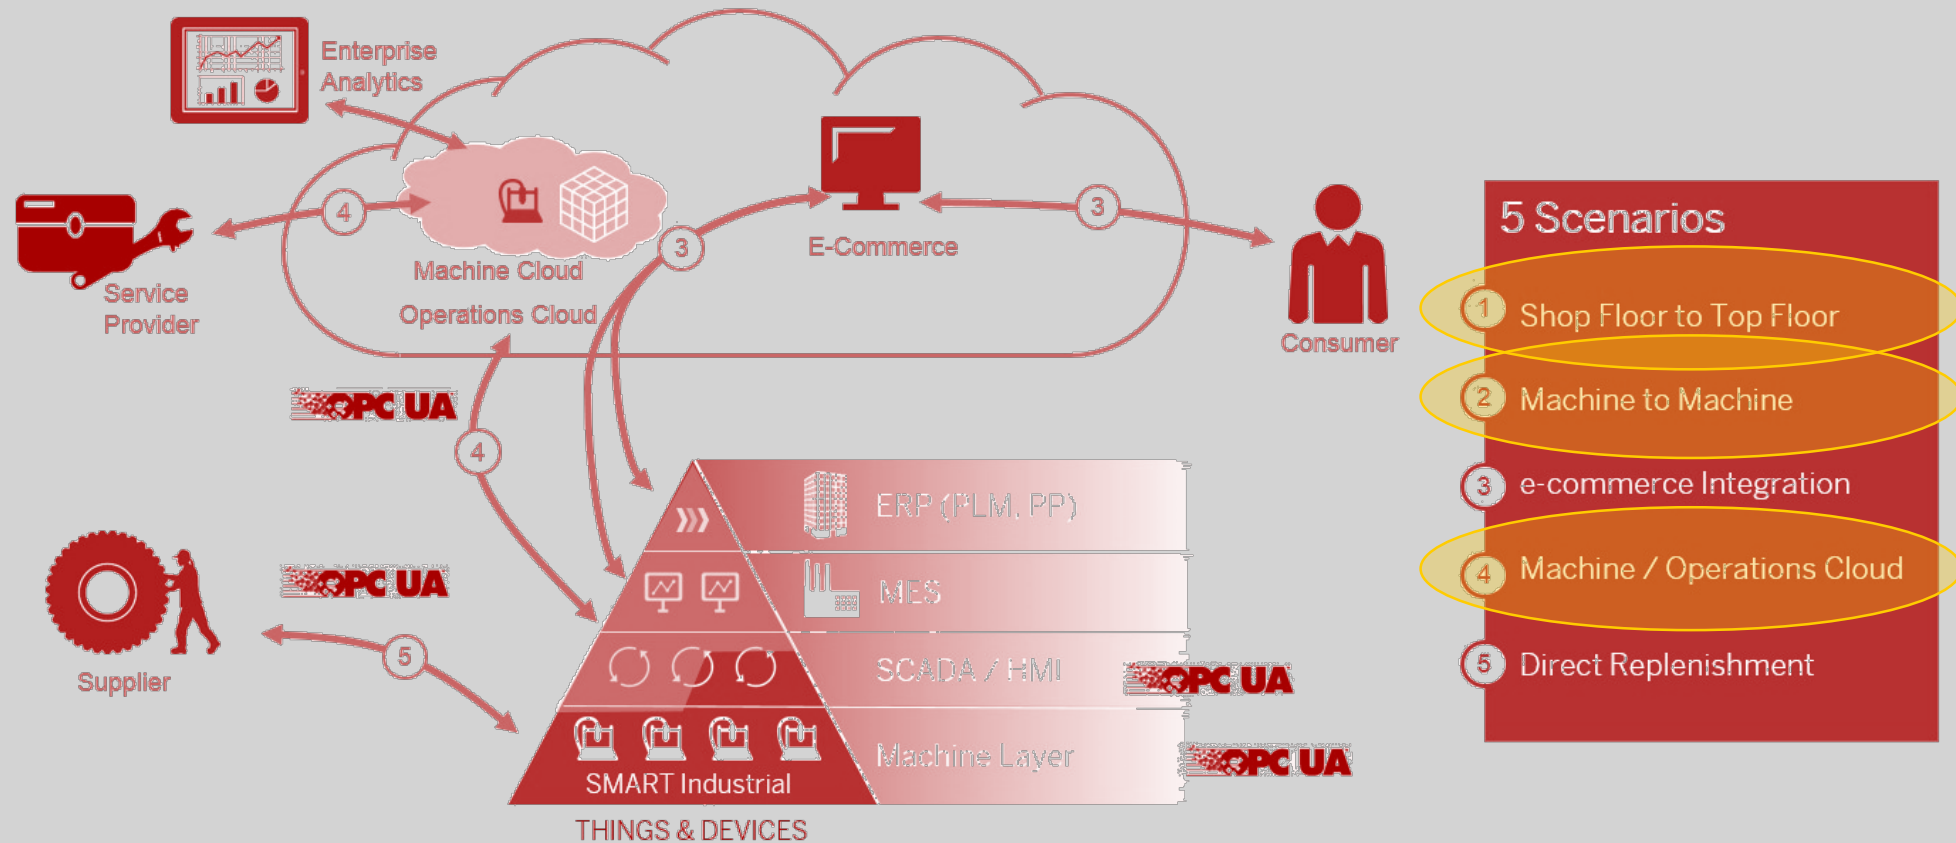 Enterprise
Analytics
4
3
3
E-Commerce
Machine Cloud
Operations Cloud
Service
Provider
Consumer
OPC UA
4
OPC UA
5
Supplier
ERP (PLM, PP)
MES
SCADA / HMI
OPC UA
Machine Layer
OPC UA
SMART Industrial
THINGS & DEVICES
5 Scenarios
1 Shop Floor to Top Floor
2 Machine to Machine
3 e-commerce Integration
4 Machine / Operations Cloud
5 Direct Replenishment